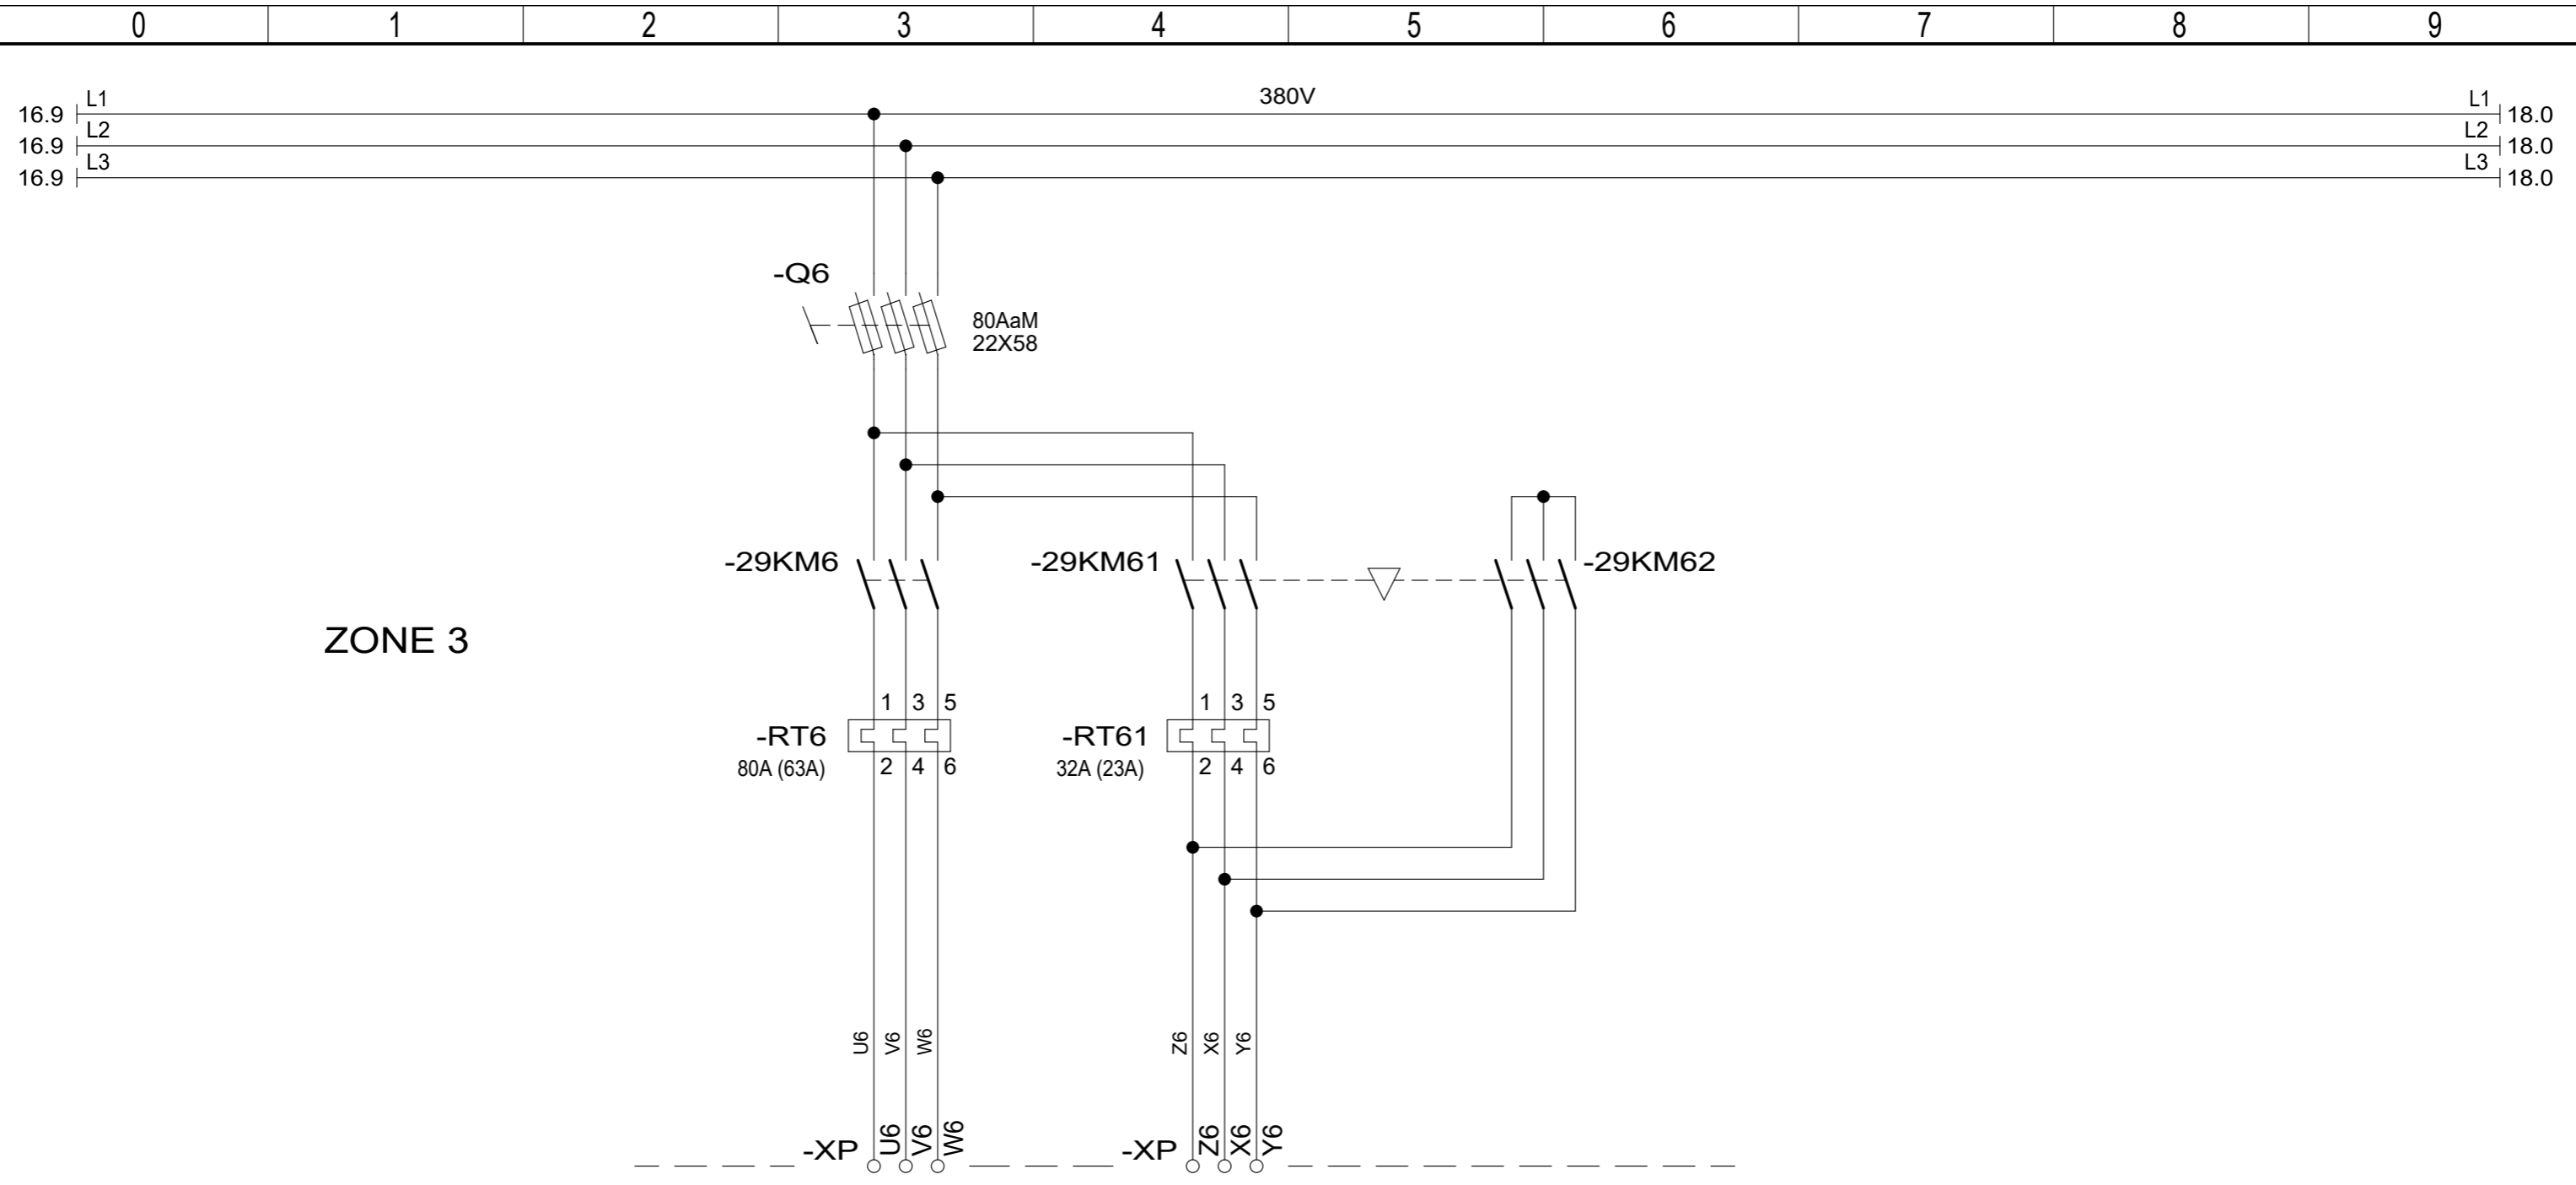 0 1 2 3 4 5 6 7 8 9
L1 380V L1
16.9 18.0
L2 L2
16.9 18.0
L3 L3
16.9 18.0
-Q6
80AaM
22X58
-29KM6 -29KM61 -29KM62
ZONE 3
1 3 5 1 3 5
-RT6 -RT61
80A (63A) 2 4 6 32A (23A) 2 4 6
U6 V6 W6 Z6 X6 Y6
-XP U6 V6 W6 -XP Z6 X6 Y6